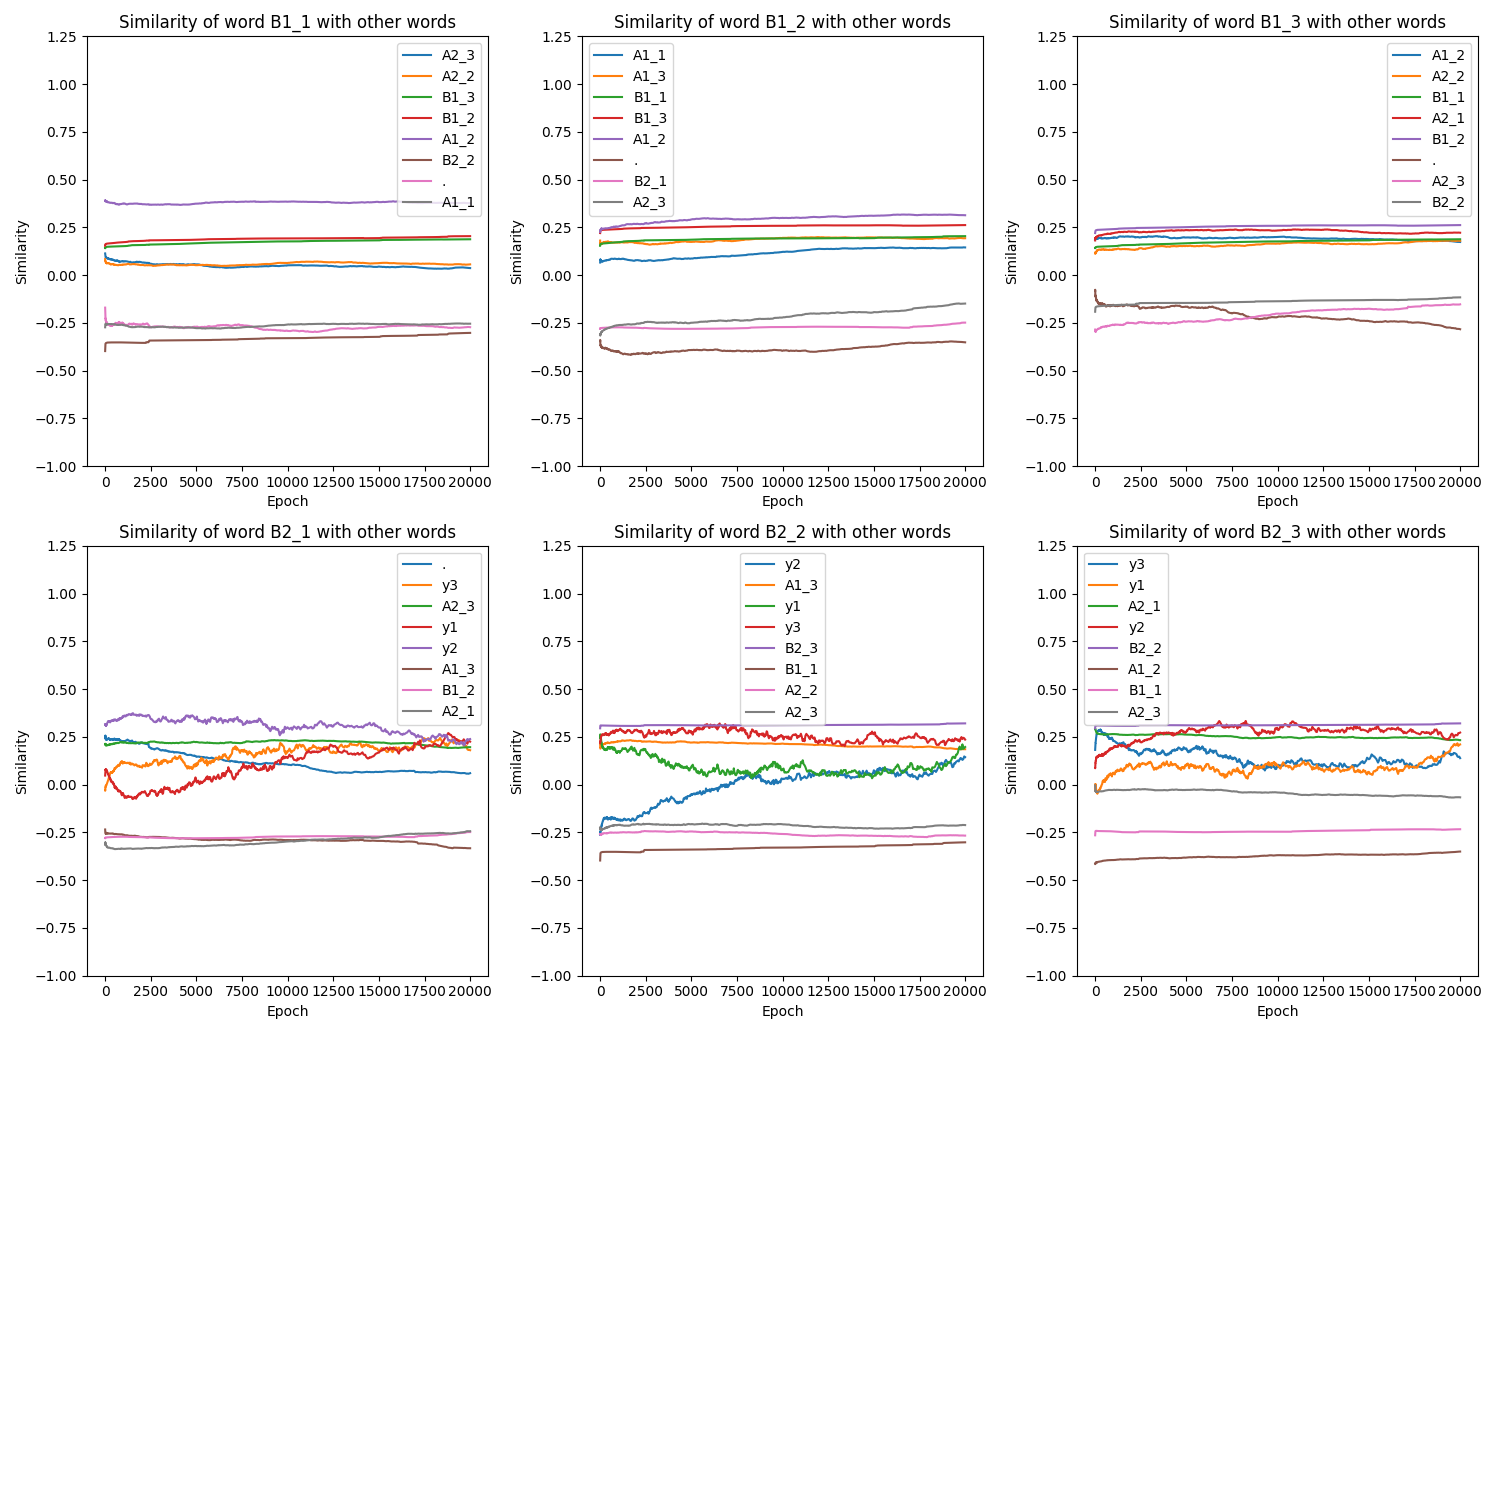 Similarity of word B1_1 with other words
1.25
1.00
0.75
0.50
0.25
0.00
−0.25
−0.50
−0.75
−1.00
Similarity
0 2500 5000 7500 10000 12500 15000 17500 20000
Epoch
A2_3
A2_2
B1_3
B1_2
A1_2
B2_2
.
A1_1
Similarity of word B1_2 with other words
1.25
1.00
0.75
0.50
0.25
0.00
−0.25
−0.50
−0.75
−1.00
Similarity
0 2500 5000 7500 10000 12500 15000 17500 20000
Epoch
A1_1
A1_3
B1_1
B1_3
A1_2
.
B2_1
A2_3
Similarity of word B1_3 with other words
1.25
1.00
0.75
0.50
0.25
0.00
−0.25
−0.50
−0.75
−1.00
Similarity
0 2500 5000 7500 10000 12500 15000 17500 20000
Epoch
A1_2
A2_2
B1_1
A2_1
B1_2
.
A2_3
B2_2
Similarity of word B2_1 with other words
1.25
1.00
0.75
0.50
0.25
0.00
−0.25
−0.50
−0.75
−1.00
Similarity
0 2500 5000 7500 10000 12500 15000 17500 20000
Epoch
.
y3
A2_3
y1
y2
A1_3
B1_2
A2_1
Similarity of word B2_2 with other words
1.25
1.00
0.75
0.50
0.25
0.00
−0.25
−0.50
−0.75
−1.00
Similarity
0 2500 5000 7500 10000 12500 15000 17500 20000
Epoch
y2
A1_3
y1
y3
B2_3
B1_1
A2_2
A2_3
Similarity of word B2_3 with other words
1.25
1.00
0.75
0.50
0.25
0.00
−0.25
−0.50
−0.75
−1.00
Similarity
0 2500 5000 7500 10000 12500 15000 17500 20000
Epoch
y3
y1
A2_1
y2
B2_2
A1_2
B1_1
A2_3